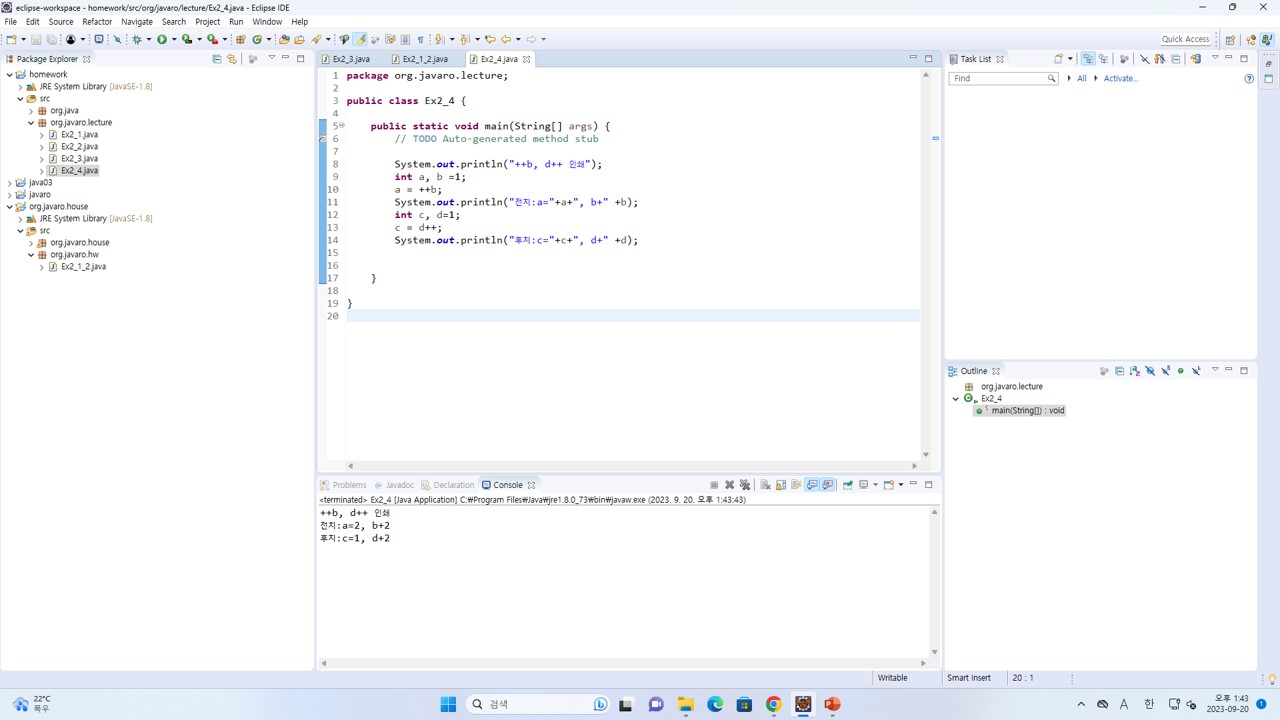 eclipse-workspace - homework/src/org/javaro/lecture/Ex2_4.java - Eclipse IDE
File Edit Source Refactor Navigate Search Project Run Window Help
Quick Access
Package Explorer
homework
JRE System Library [JavaSE-1.8]
src
org.java
org.javaro.lecture
Ex2_1.java
Ex2_2.java
Ex2_3.java
Ex2_4.java
java03
javaro
org.javaro.house
JRE System Library [JavaSE-1.8]
src
org.javaro.house
org.javaro.hw
Ex2_1_2.java
Ex2_3.java Ex2_1_2.java Ex2_4.java
1 package org.javaro.lecture;
2
3 public class Ex2_4 {
4
5 public static void main(String[] args) {
6 // TODO Auto-generated method stub
7
8 System.out.println("++b, d++ 인쇄");
9 int a, b =1;
10 a = ++b;
11 System.out.println("전치:a="+a+", b+" +b);
12 int c, d=1;
13 c = d++;
14 System.out.println("후치:c="+c+", d+" +d);
15
16
17 }
18
19 }
20
Task List
Find All Activate...
Outline
org.javaro.lecture
Ex2_4
main(String[]) : void
Problems Javadoc Declaration Console
<terminated> Ex2_4 [Java Application] C:₩Program Files₩Java₩jre1.8.0_73₩bin₩javaw.exe (2023. 9. 20. 오후 1:43:43)
++b, d++ 인쇄
전치:a=2, b+2
후치:c=1, d+2
Writable Smart Insert 20 : 1
22°C
폭우
검색
A 한
오후 1:43
2023-09-20
1